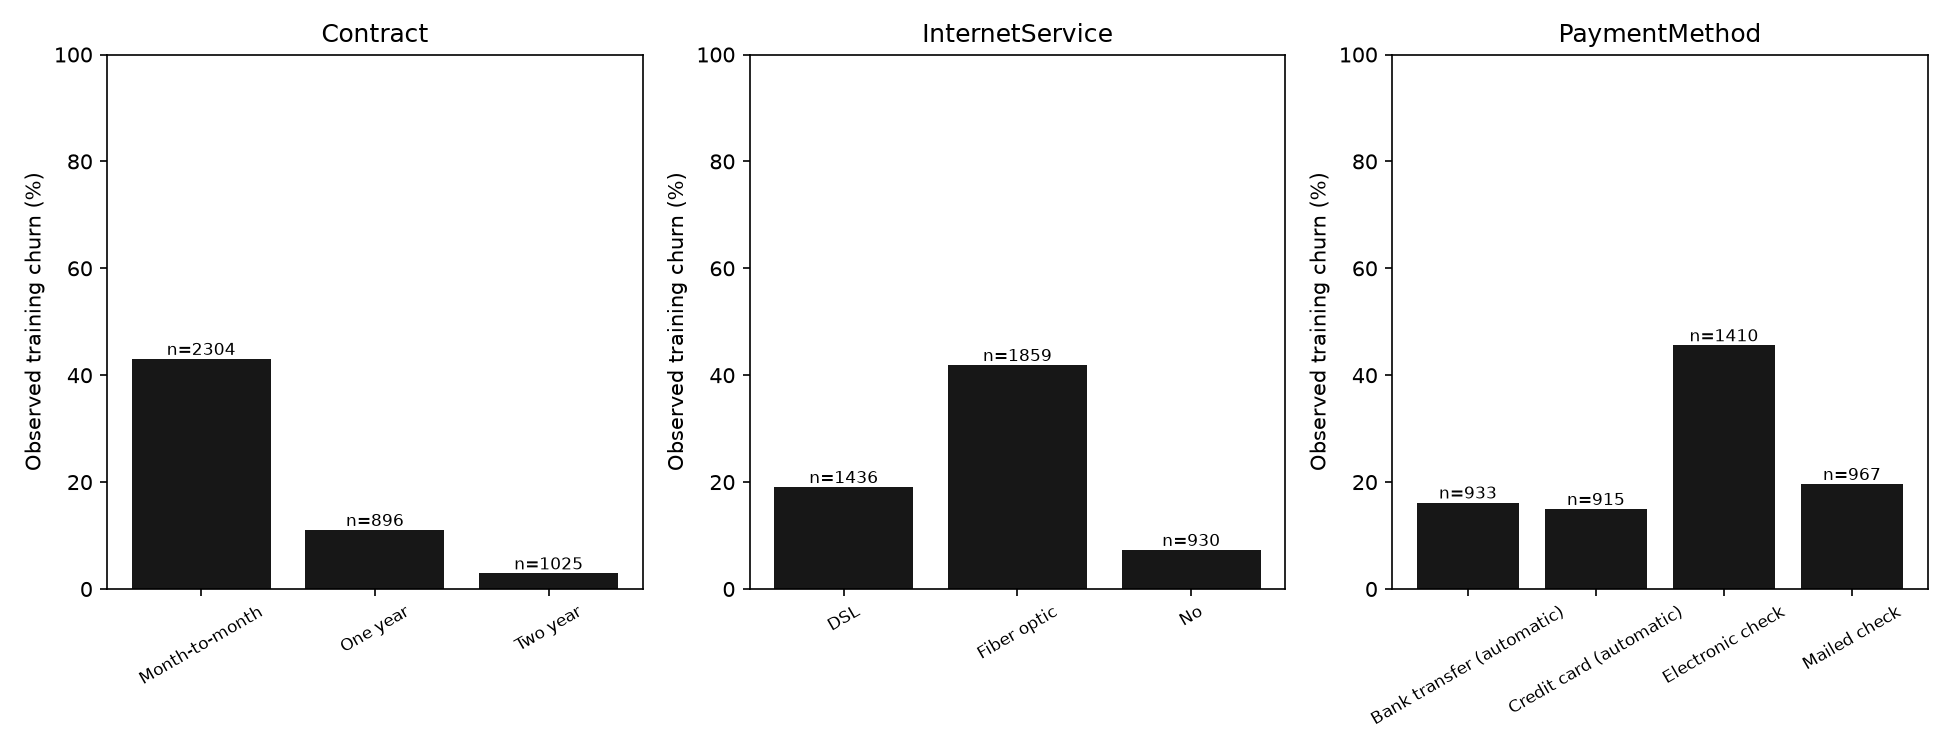 Contract
Observed training churn (%)
100
80
60
40
20
0
n=2304
n=896
n=1025
Month-to-month
One year
Two year
InternetService
Observed training churn (%)
100
80
60
40
20
0
n=1436
n=1859
n=930
DSL
Fiber optic
No
PaymentMethod
Observed training churn (%)
100
80
60
40
20
0
n=933
n=915
n=1410
n=967
Bank transfer (automatic)
Credit card (automatic)
Electronic check
Mailed check